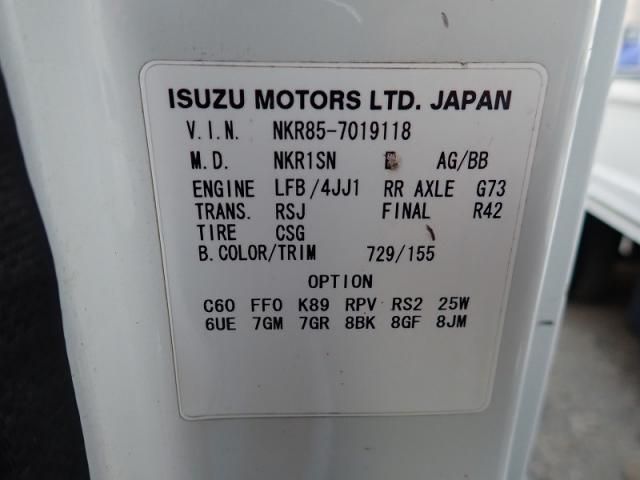 ISUZU MOTORS LTD. JAPAN
V.I.N. NKR85-7019118
M.D. NKR1SN AG/BB
ENGINE LFB/4JJ1 RR AXLE G73
TRANS. RSJ FINAL R42
TIRE CSG
B. COLOR/TRIM 729/155
OPTION
C60 FF0 K89 RPV RS2 25W
6UE 7GM 7GR 8BK 8GF 8JM